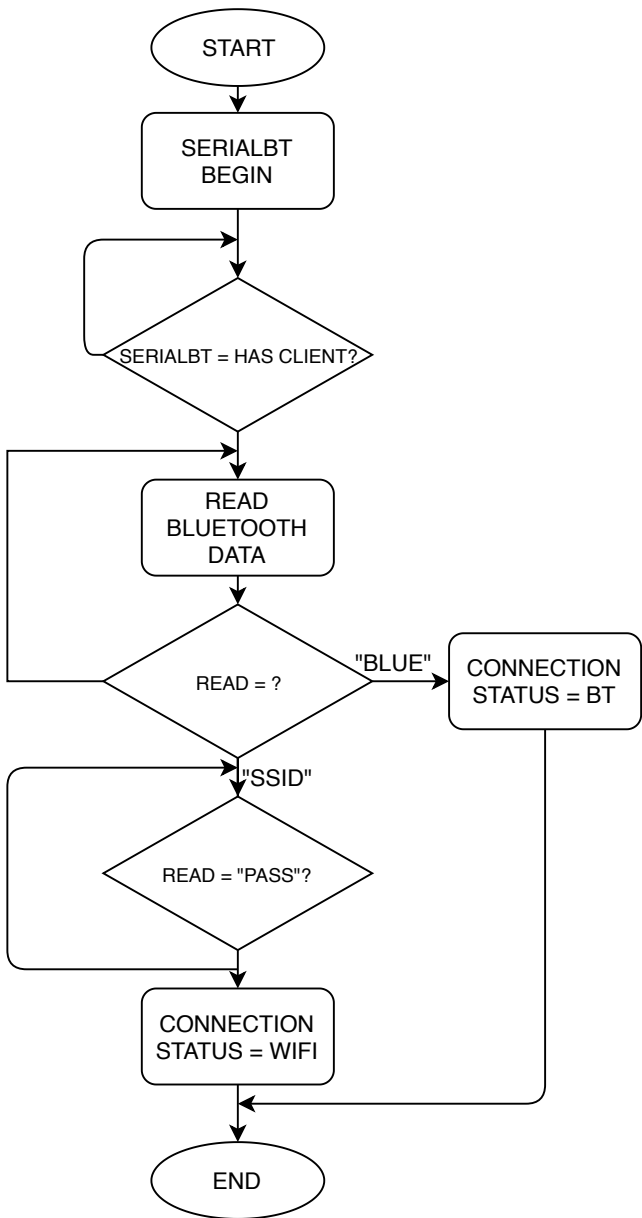 START
SERIALBT
BEGIN
SERIALBT = HAS CLIENT?
READ
BLUETOOTH
DATA
READ = ?
"BLUE"
CONNECTION
STATUS = BT
"SSID"
READ = "PASS"?
CONNECTION
STATUS = WIFI
END